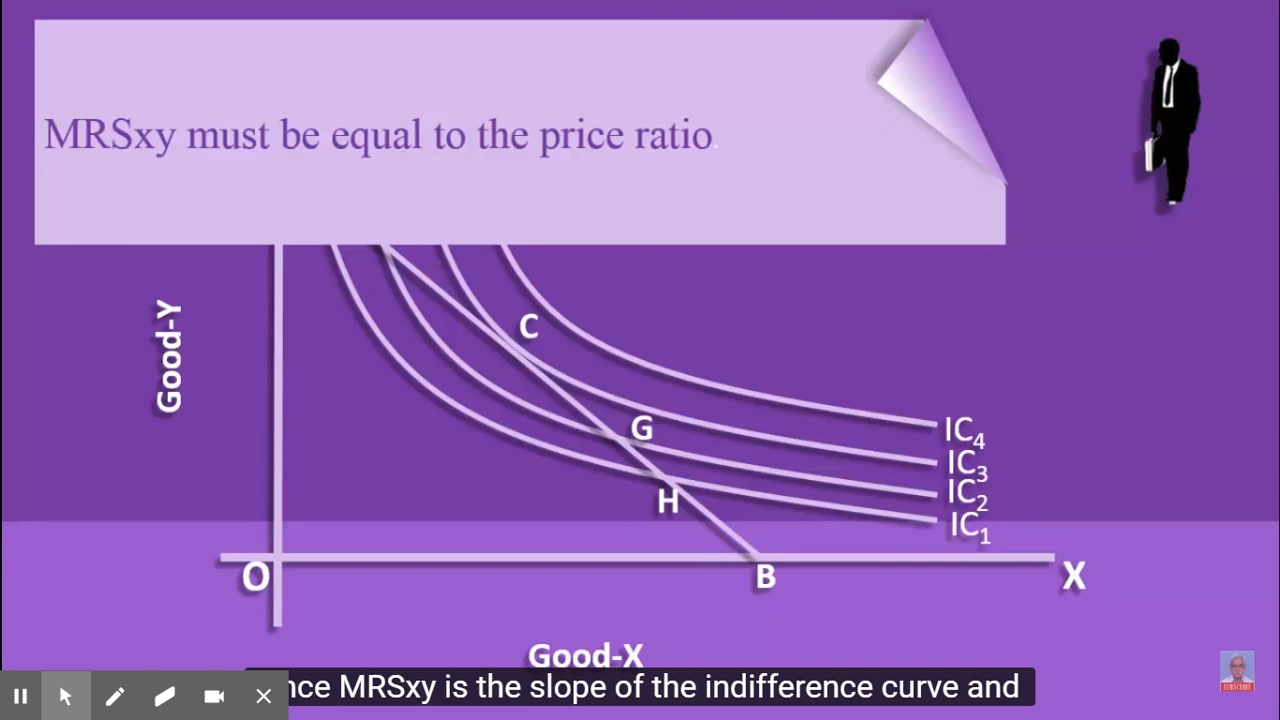 MRSxy must be equal to the price ratio.
Good-Y
C
G
H
IC4
IC3
IC2
IC1
O
B
X
Good-X
nce MRSxy is the slope of the indifference curve and
SUBSCRIBE